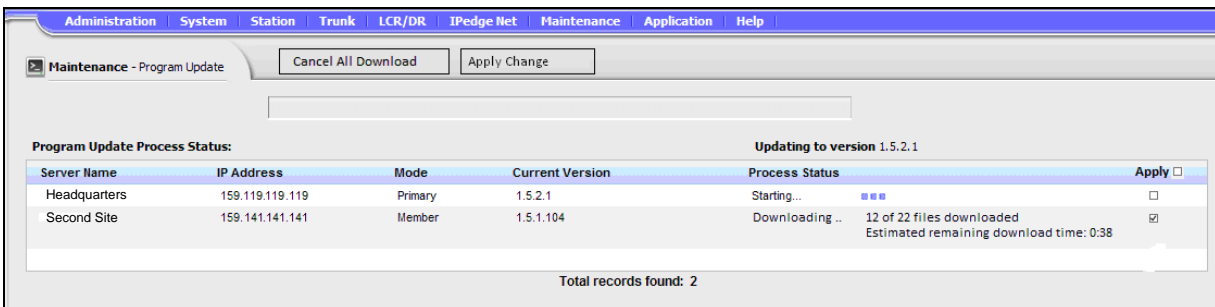 Administration System Station Trunk LCR/DR IPedge Net Maintenance Application Help
Maintenance - Program Update Cancel All Download Apply Change
Program Update Process Status: Updating to version 1.5.2.1
Server Name IP Address Mode Current Version Process Status Apply
Headquarters 159.119.119.119 Primary 1.5.2.1 Starting...
Second Site 159.141.141.141 Member 1.5.1.104 Downloading .. 12 of 22 files downloaded
Estimated remaining download time: 0:38
Total records found: 2